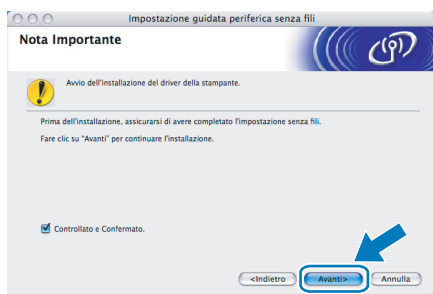 Impostazione guidata periferica senza fili
Nota Importante
Avvio dell'installazione del driver della stampante.
Prima dell'installazione, assicurarsi di avere completato l'impostazione senza fili.
Fare clic su "Avanti" per continuare l'installazione.
Controllato e Confermato.
<Indietro Avanti> Annulla